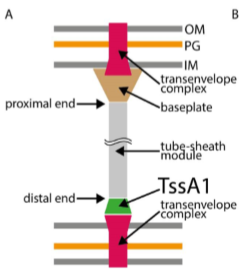 A
B
OM
PG
IM
transenvelope
complex
proximal end
baseplate
tube-sheath
module
distal end
TssA1
transenvelope
complex